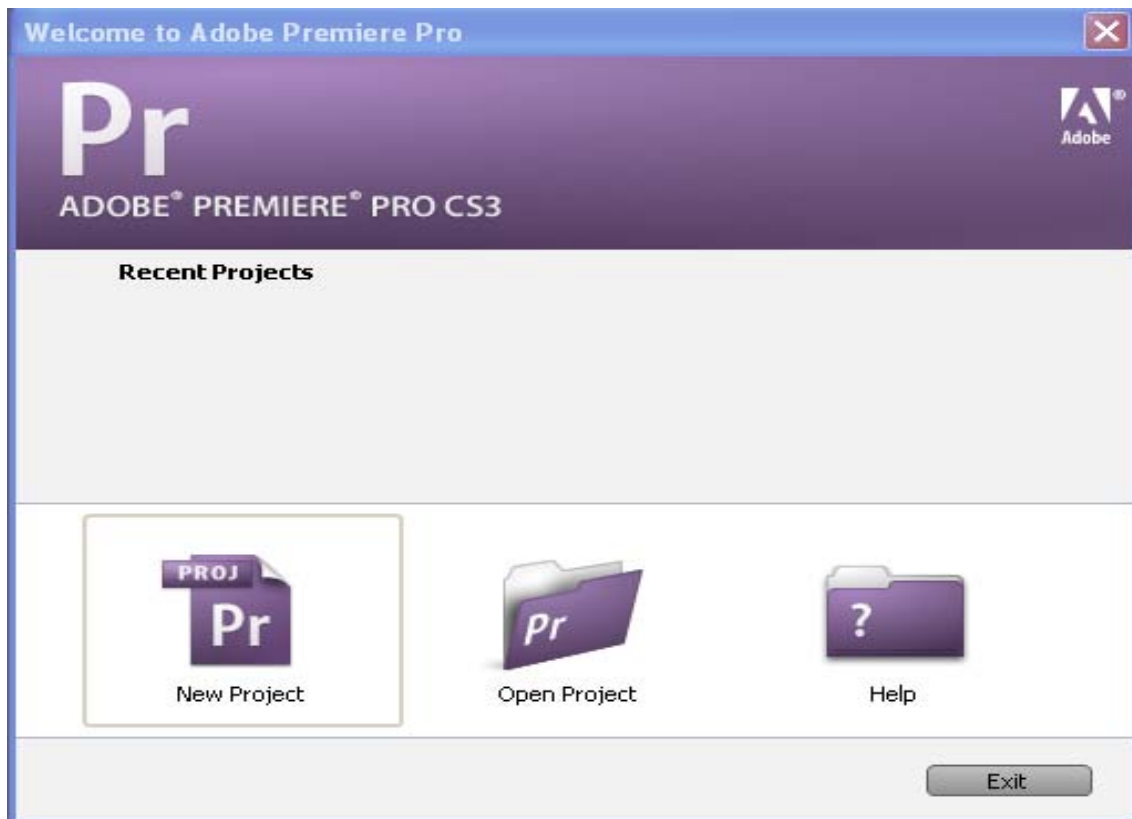 Welcome to Adobe Premiere Pro
Pr
Adobe®
ADOBE® PREMIERE® PRO CS3
Recent Projects
PROJ
Pr
Pr
?
New Project
Open Project
Help
Exit